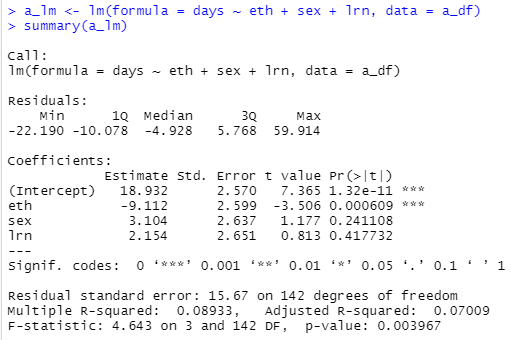 > a_lm <- lm(formula = days ~ eth + sex + lrn, data = a_df)
> summary(a_lm)
Call:
lm(formula = days ~ eth + sex + lrn, data = a_df)
Residuals:
    Min      1Q  Median      3Q     Max
-22.190 -10.078  -4.928   5.768  59.914
Coefficients:
            Estimate Std. Error t value Pr(>|t|)
(Intercept)   18.932      2.570   7.365 1.32e-11 ***
eth           -9.112      2.599  -3.506 0.000609 ***
sex            3.104      2.637   1.177 0.241108
lrn            2.154      2.651   0.813 0.417732
---
Signif. codes:  0 ‘***’ 0.001 ‘**’ 0.01 ‘*’ 0.05 ‘.’ 0.1 ‘ ’ 1
Residual standard error: 15.67 on 142 degrees of freedom
Multiple R-squared:  0.08933,	Adjusted R-squared:  0.07009
F-statistic: 4.643 on 3 and 142 DF,  p-value: 0.003967